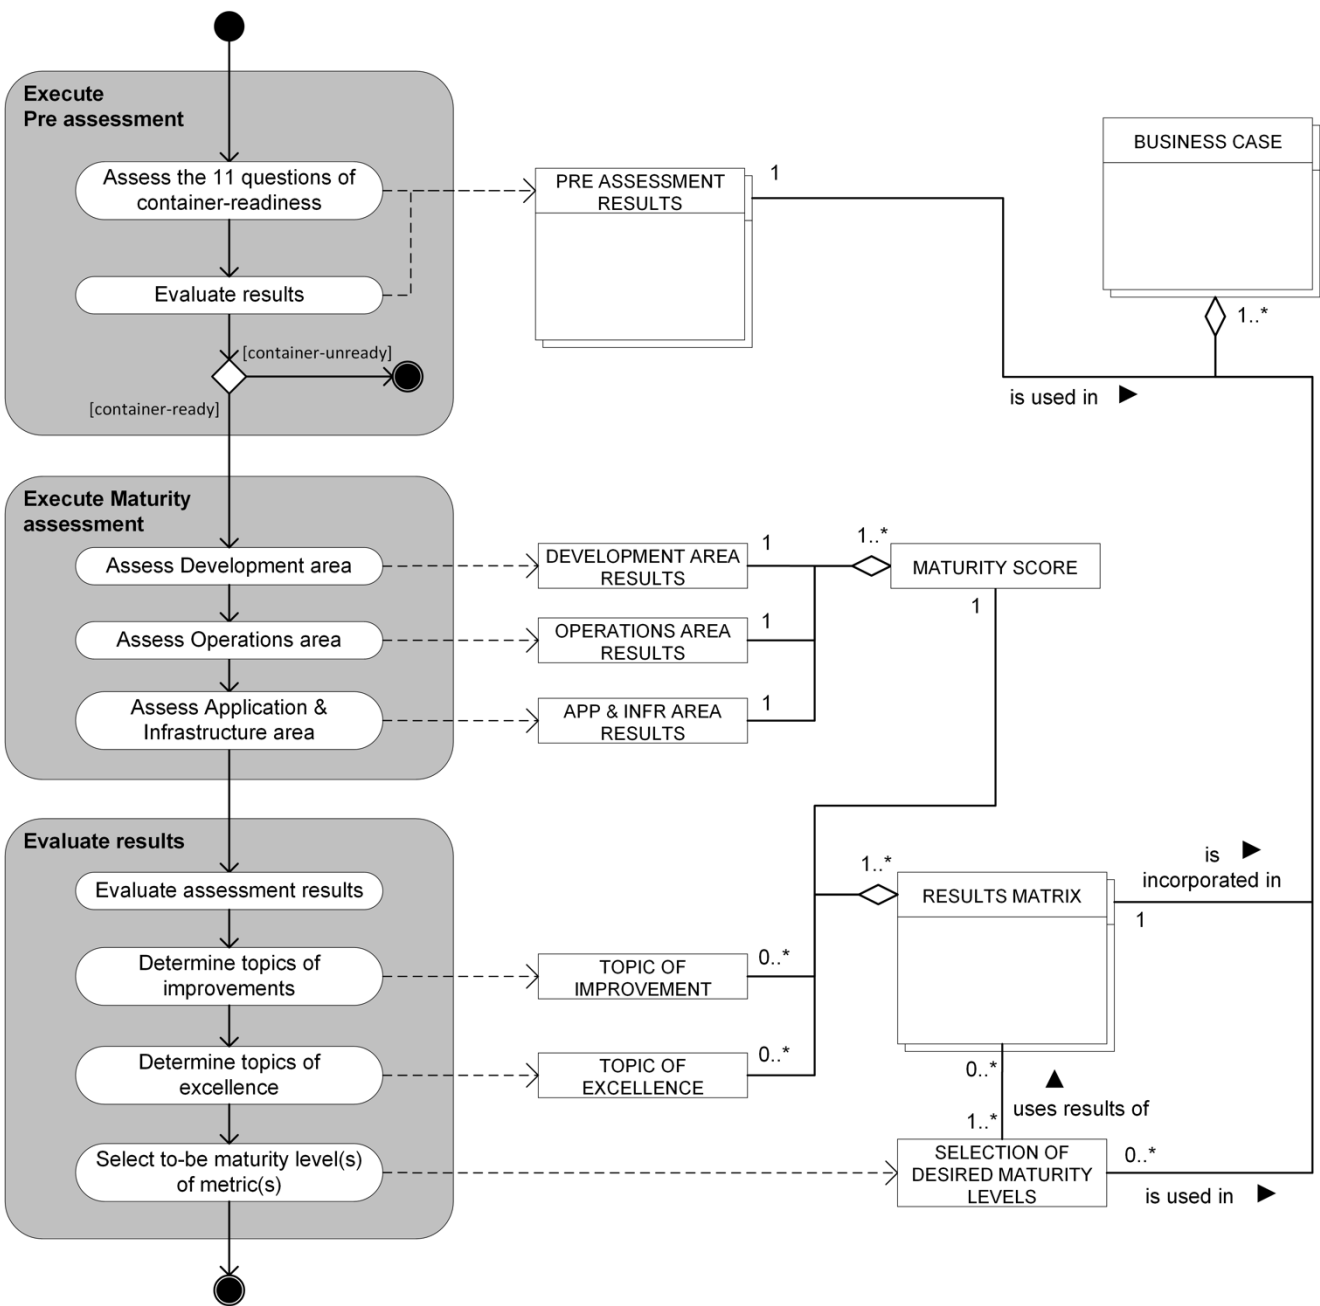 Execute
Pre assessment
Assess the 11 questions of
container-readiness
Evaluate results
[container-unready]
[container-ready]
PRE ASSESSMENT
RESULTS
1
BUSINESS CASE
1..*
is used in ►
Execute Maturity
assessment
Assess Development area
Assess Operations area
Assess Application &
Infrastructure area
DEVELOPMENT AREA
RESULTS
1
OPERATIONS AREA
RESULTS
1
APP & INFR AREA
RESULTS
1
1..*
MATURITY SCORE
1
Evaluate results
Evaluate assessment results
Determine topics of
improvements
Determine topics of
excellence
Select to-be maturity level(s)
of metric(s)
TOPIC OF
IMPROVEMENT
0..*
TOPIC OF
EXCELLENCE
0..*
1..*
RESULTS MATRIX
1
is ►
incorporated in
0..*
▲
uses results of
1..*
SELECTION OF
DESIRED MATURITY
LEVELS
0..*
is used in ►